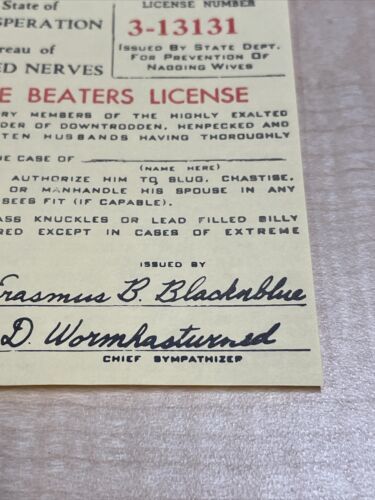 State of
LICENSE NUMBER
SPERATION
3-13131
eau of
ISSUED BY STATE DEPT.
FOR PREVENTION OF
NAGGING WIVES
ED NERVES
E BEATERS LICENSE
RY MEMBERS OF THE HIGHLY EXALTED
DER OF DOWNTRODDEN, HENPECKED AND
TEN HUSBANDS HAVING THOROUGHLY
HE CASE OF
(NAME HERE)
AUTHORIZE HIM TO SLUG, CHASTISE,
OR MANHANDLE HIS SPOUSE IN ANY
SEES FIT (IF CAPABLE).
ASS KNUCKLES OR LEAD FILLED BILLY
RED EXCEPT IN CASES OF EXTREME
ISSUED BY
Erasmus B. Blacknblue
D. Wormhasturned
CHIEF SYMPATHIZER